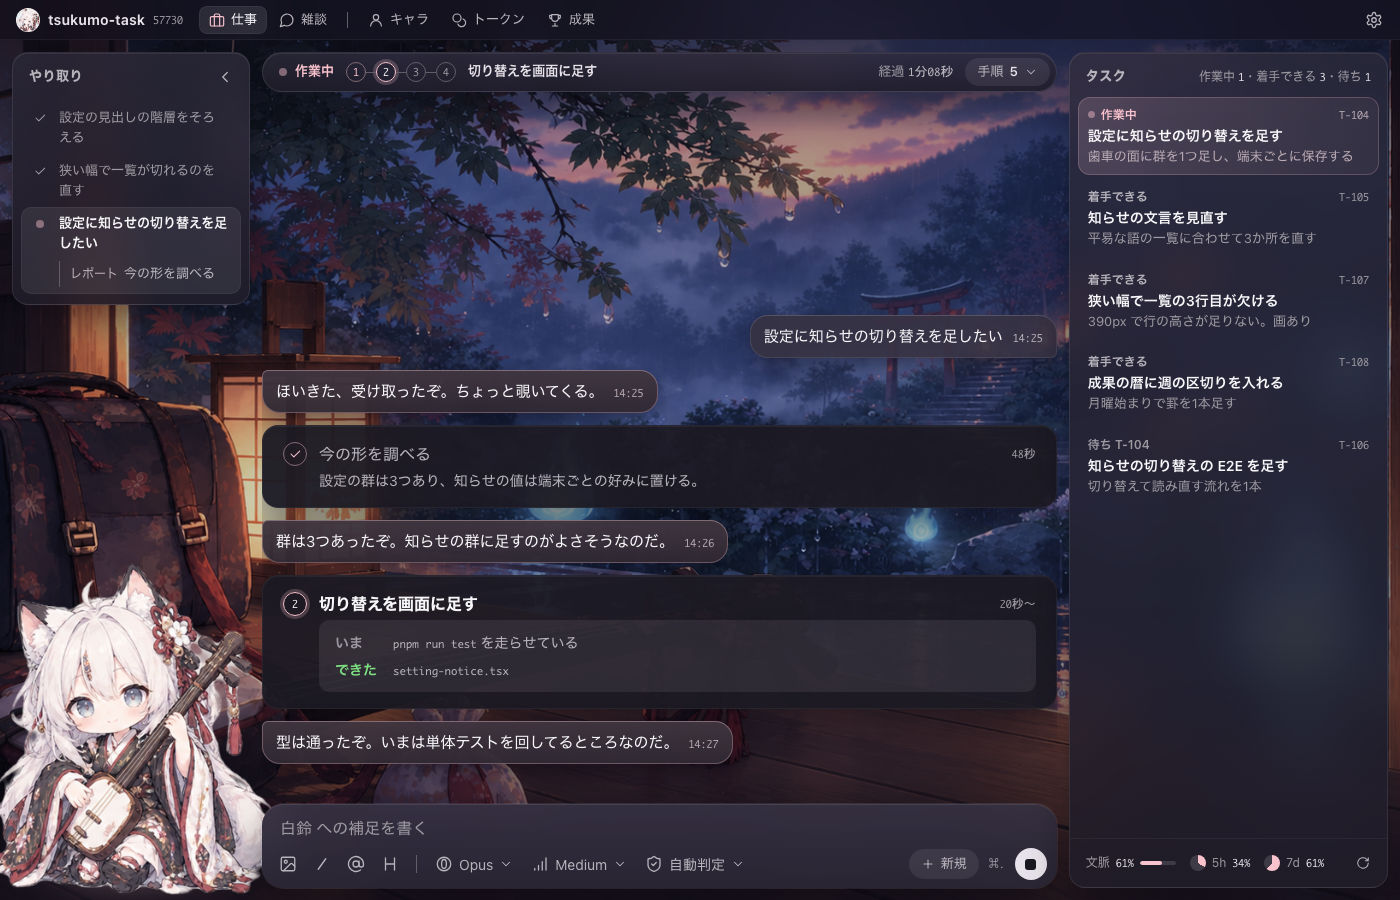 tsukumo-task 57730 仕事 雑談 キャラ トークン 成果
やり取り
設定の見出しの階層をそろ
える
狭い幅で一覧が切れるのを
直す
設定に知らせの切り替えを足
したい
レポート 今の形を調べる
作業中 1 2 3 4 切り替えを画面に足す 経過 1分08秒 手順 5
設定に知らせの切り替えを足したい 14:25
ほいきた、受け取ったぞ。ちょっと覗いてくる。 14:25
今の形を調べる 48秒
設定の群は3つあり、知らせの値は端末ごとの好みに置ける。
群は3つあったぞ。知らせの群に足すのがよさそうなのだ。 14:26
2 切り替えを画面に足す 20秒〜
いま pnpm run test を走らせている
できた setting-notice.tsx
型は通ったぞ。いまは単体テストを回してるところなのだ。 14:27
白鈴 への補足を書く
Opus Medium 自動判定 + 新規 ⌘.
タスク 作業中 1・着手できる 3・待ち 1
作業中 T-104
設定に知らせの切り替えを足す
歯車の面に群を1つ足し、端末ごとに保存する
着手できる T-105
知らせの文言を見直す
平易な語の一覧に合わせて3か所を直す
着手できる T-107
狭い幅で一覧の3行目が欠ける
390px で行の高さが足りない。画あり
着手できる T-108
成果の暦に週の区切りを入れる
月曜始まりで罫を1本足す
待ち T-104 T-106
知らせの切り替えの E2E を足す
切り替えて読み直す流れを1本
文脈 61% 5h 34% 7d 61%